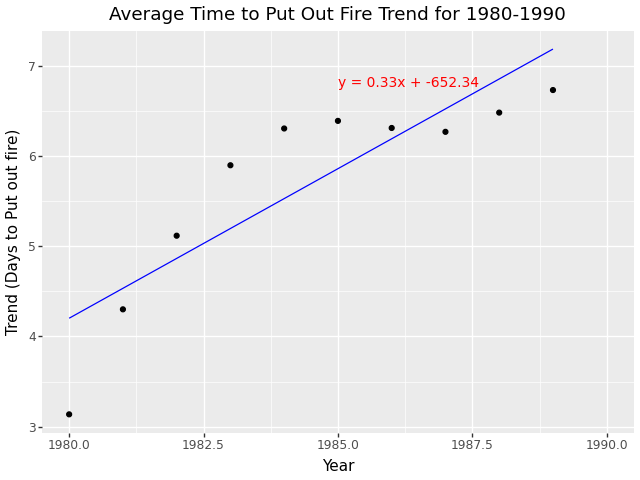 Average Time to Put Out Fire Trend for 1980-1990
y = 0.33x + -652.34
7
6
5
4
3
Trend (Days to Put out fire)
1980.0 1982.5 1985.0 1987.5 1990.0
Year